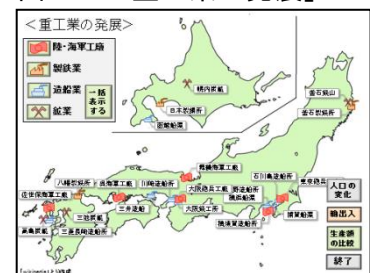 <重工業の発展>
陸・海軍工廠
製鉄業
造船業
鉱業
一括
表示
する
幌内炭鉱
日本製鋼所
函館船渠
釜石鉱山
釜石製鉄所
舞鶴海軍工廠
石川島造船所
八幡製鉄所
呉海軍工廠
川崎造船所
大阪砲兵工廠
東京砲兵
佐世保海軍工廠
横浜船渠
三井造船
大阪鉄工所
三池炭鉱
浦賀船渠
横須賀造船所
高島炭鉱
三菱長崎造船所
人口の
変化
輸出入
生産額
の比較
終了